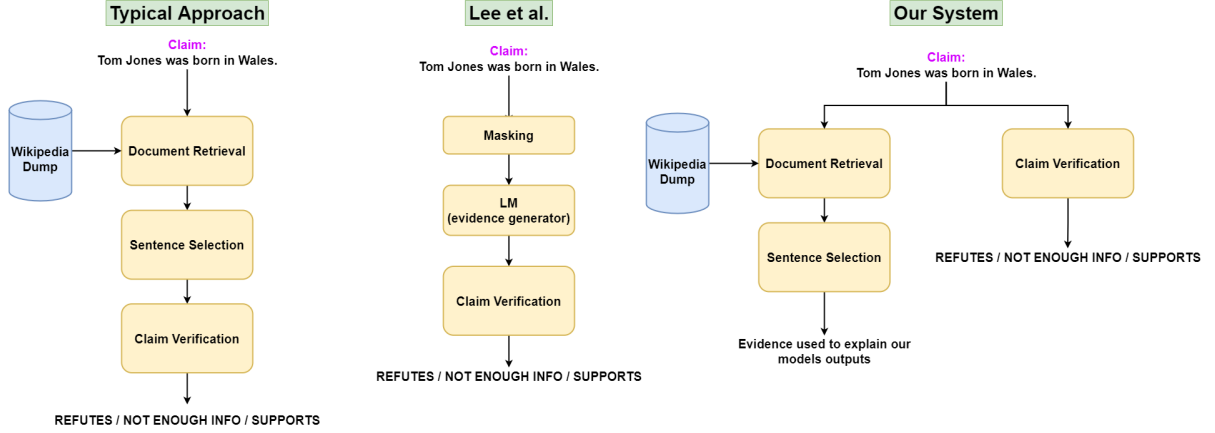 Typical Approach
Claim:
Tom Jones was born in Wales.
Wikipedia
Dump
Document Retrieval
Sentence Selection
Claim Verification
REFUTES / NOT ENOUGH INFO / SUPPORTS
Lee et al.
Claim:
Tom Jones was born in Wales.
Masking
LM
(evidence generator)
Claim Verification
REFUTES / NOT ENOUGH INFO / SUPPORTS
Our System
Claim:
Tom Jones was born in Wales.
Wikipedia
Dump
Document Retrieval
Sentence Selection
Evidence used to explain our
models outputs
Claim Verification
REFUTES / NOT ENOUGH INFO / SUPPORTS